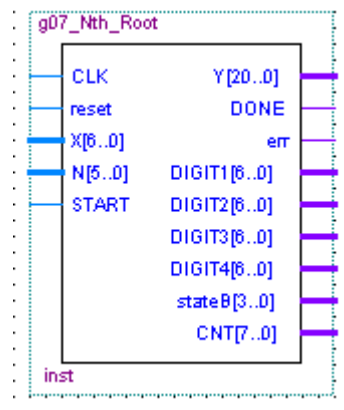 g07_Nth_Root
CLK Y[20..0]
reset DONE
X[6..0] err
N[5..0] DIGIT1[6..0]
START DIGIT2[6..0]
DIGIT3[6..0]
DIGIT4[6..0]
stateB[3..0]
CNT[7..0]
inst